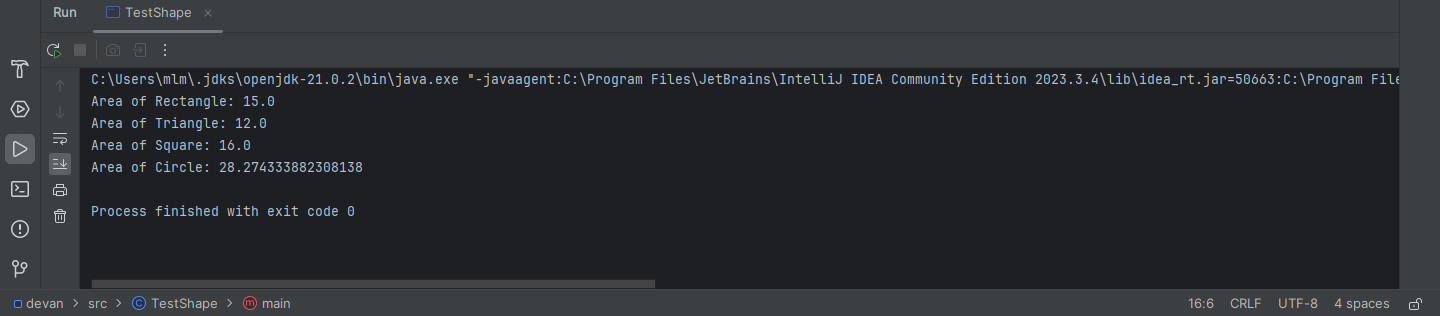 Run TestShape
C:\Users\mlm\.jdks\openjdk-21.0.2\bin\java.exe "-javaagent:C:\Program Files\JetBrains\IntelliJ IDEA Community Edition 2023.3.4\lib\idea_rt.jar=50663:C:\Program File
Area of Rectangle: 15.0
Area of Triangle: 12.0
Area of Square: 16.0
Area of Circle: 28.274333882308138
Process finished with exit code 0
devan > src > C TestShape > m main 16:6 CRLF UTF-8 4 spaces